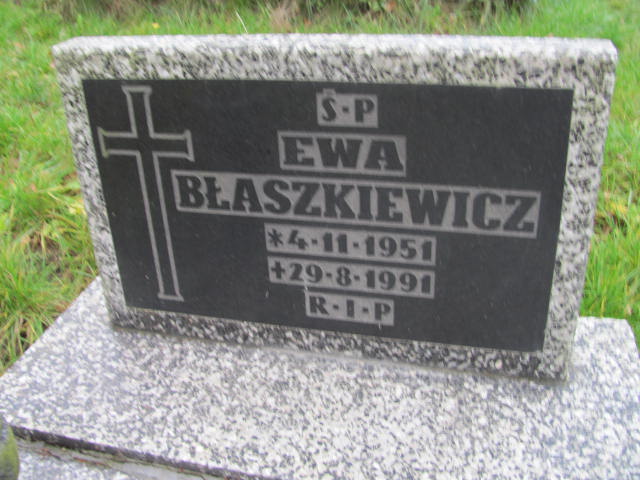 Ś·P
EWA
BŁASZKIEWICZ
*4·11·1951
+29·8·1991
R·I·P